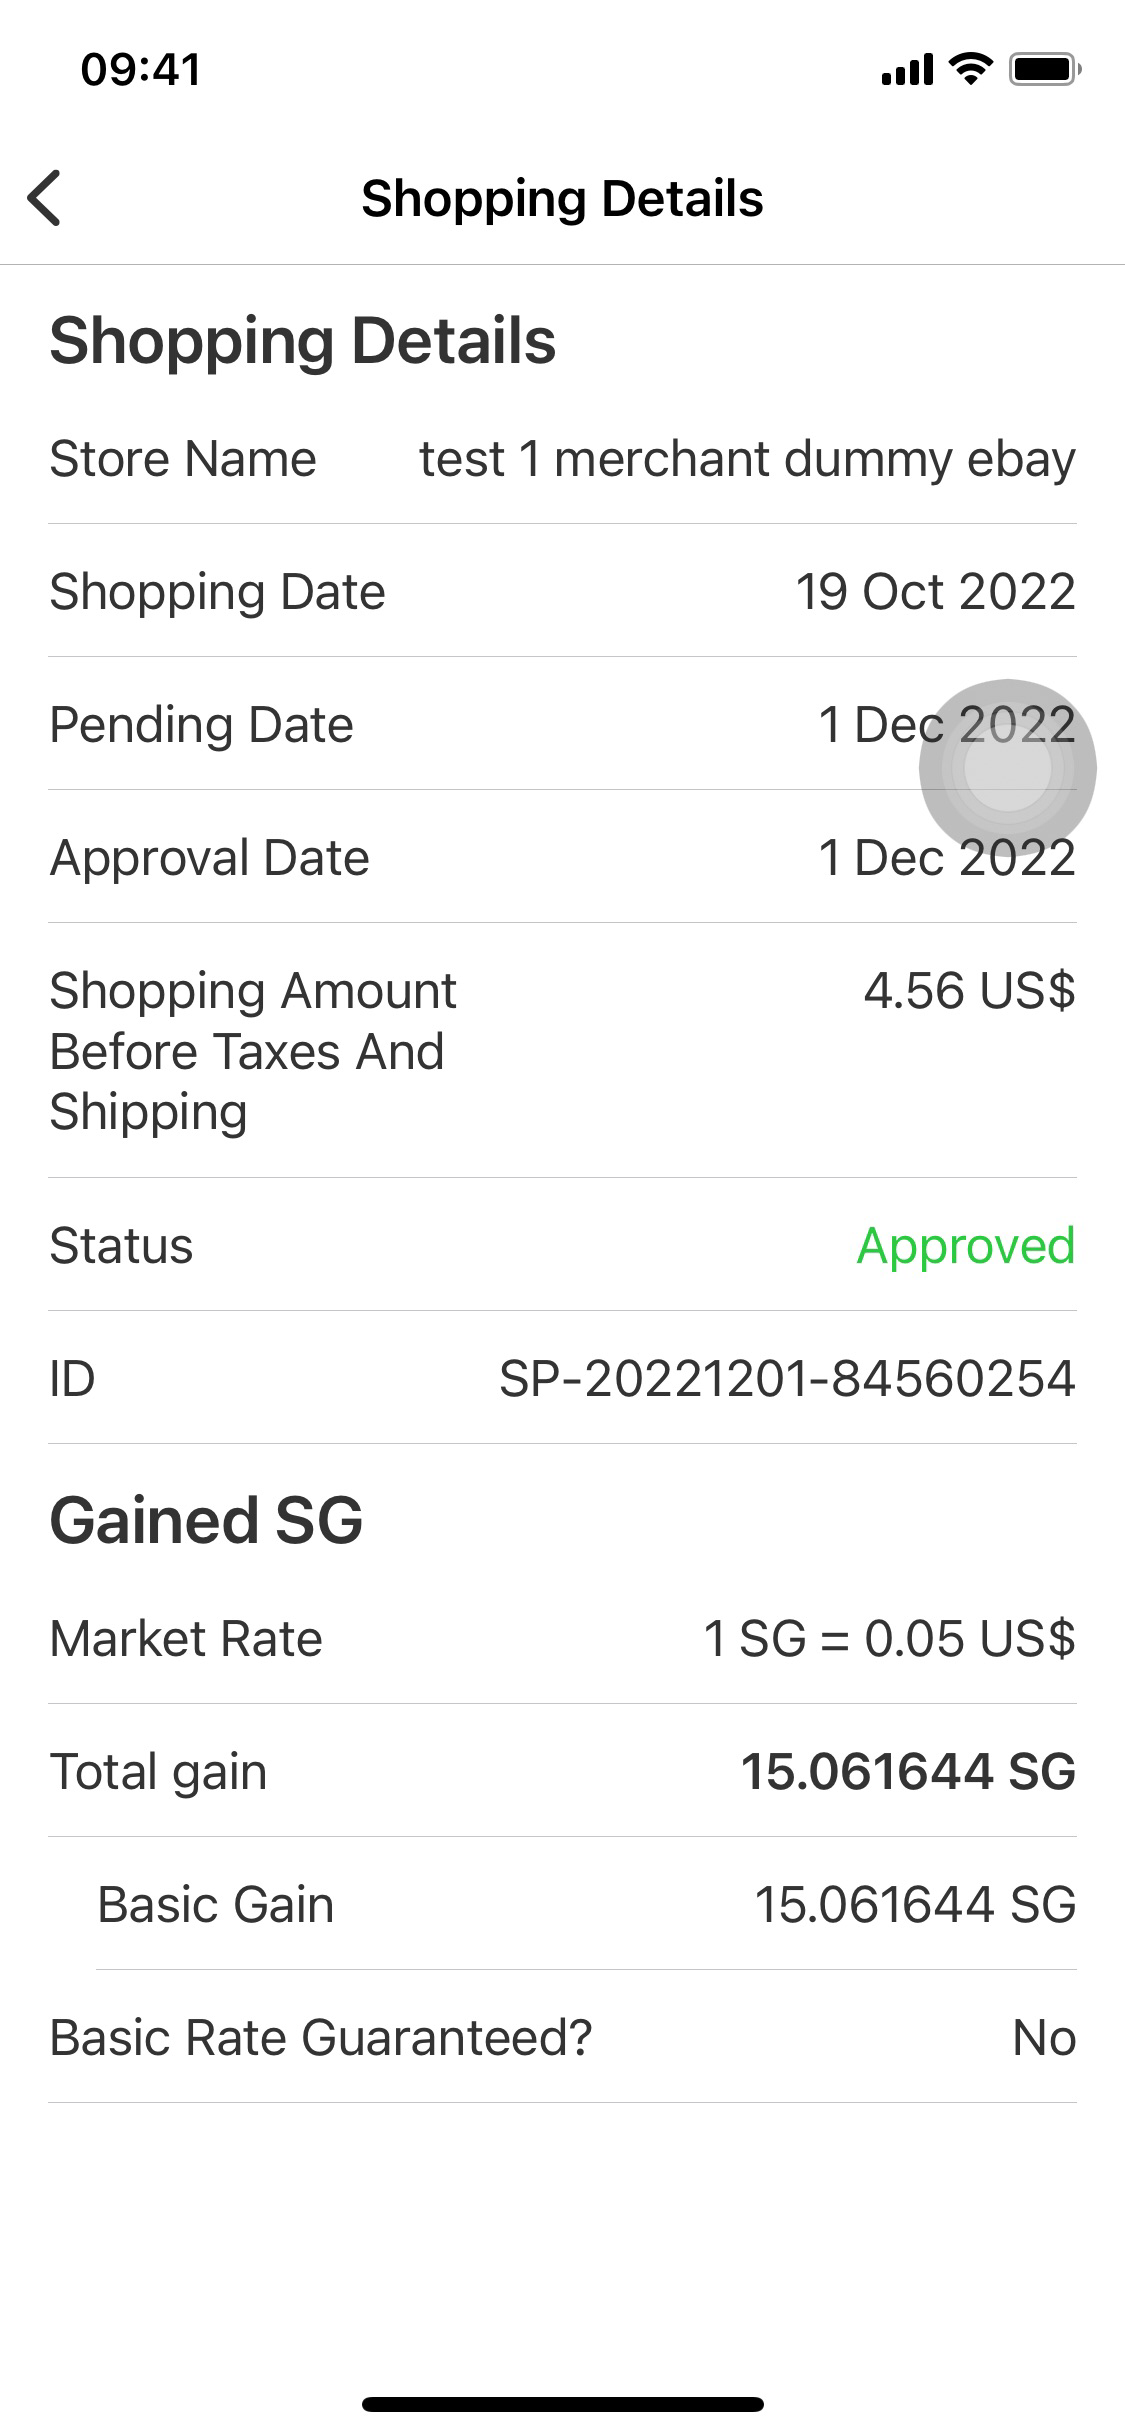 09:41
Shopping Details
Shopping Details
Store Name test 1 merchant dummy ebay
Shopping Date 19 Oct 2022
Pending Date 1 Dec 2022
Approval Date 1 Dec 2022
Shopping Amount 4.56 US$
Before Taxes And
Shipping
Status Approved
ID SP-20221201-84560254
Gained SG
Market Rate 1 SG = 0.05 US$
Total gain 15.061644 SG
Basic Gain 15.061644 SG
Basic Rate Guaranteed? No